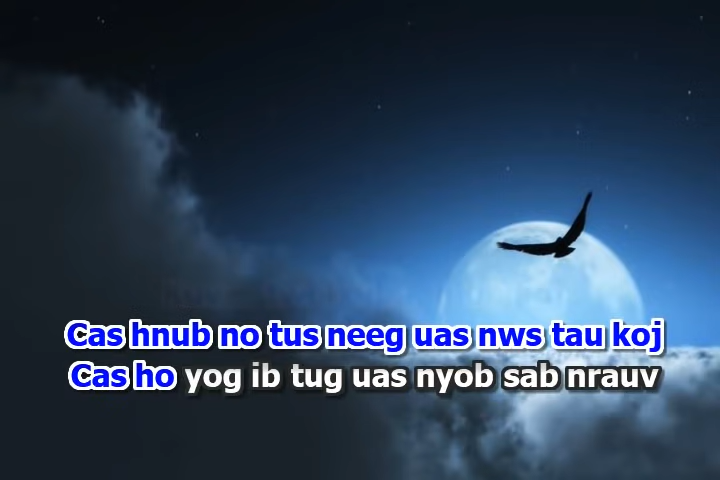 Cas hnub no tus neeg uas nws tau koj
Cas ho yog ib tug uas nyob sab nrauv